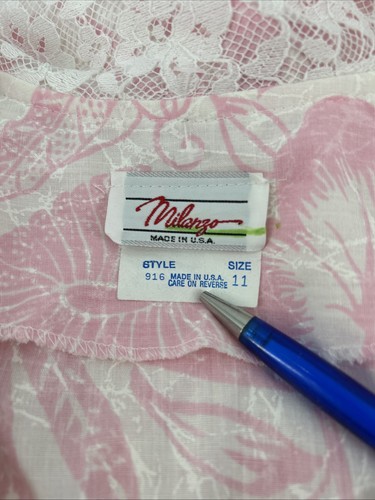 Milanzo
MADE IN U.S.A.
STYLE SIZE
916 MADE IN U.S.A. 11
CARE ON REVERSE